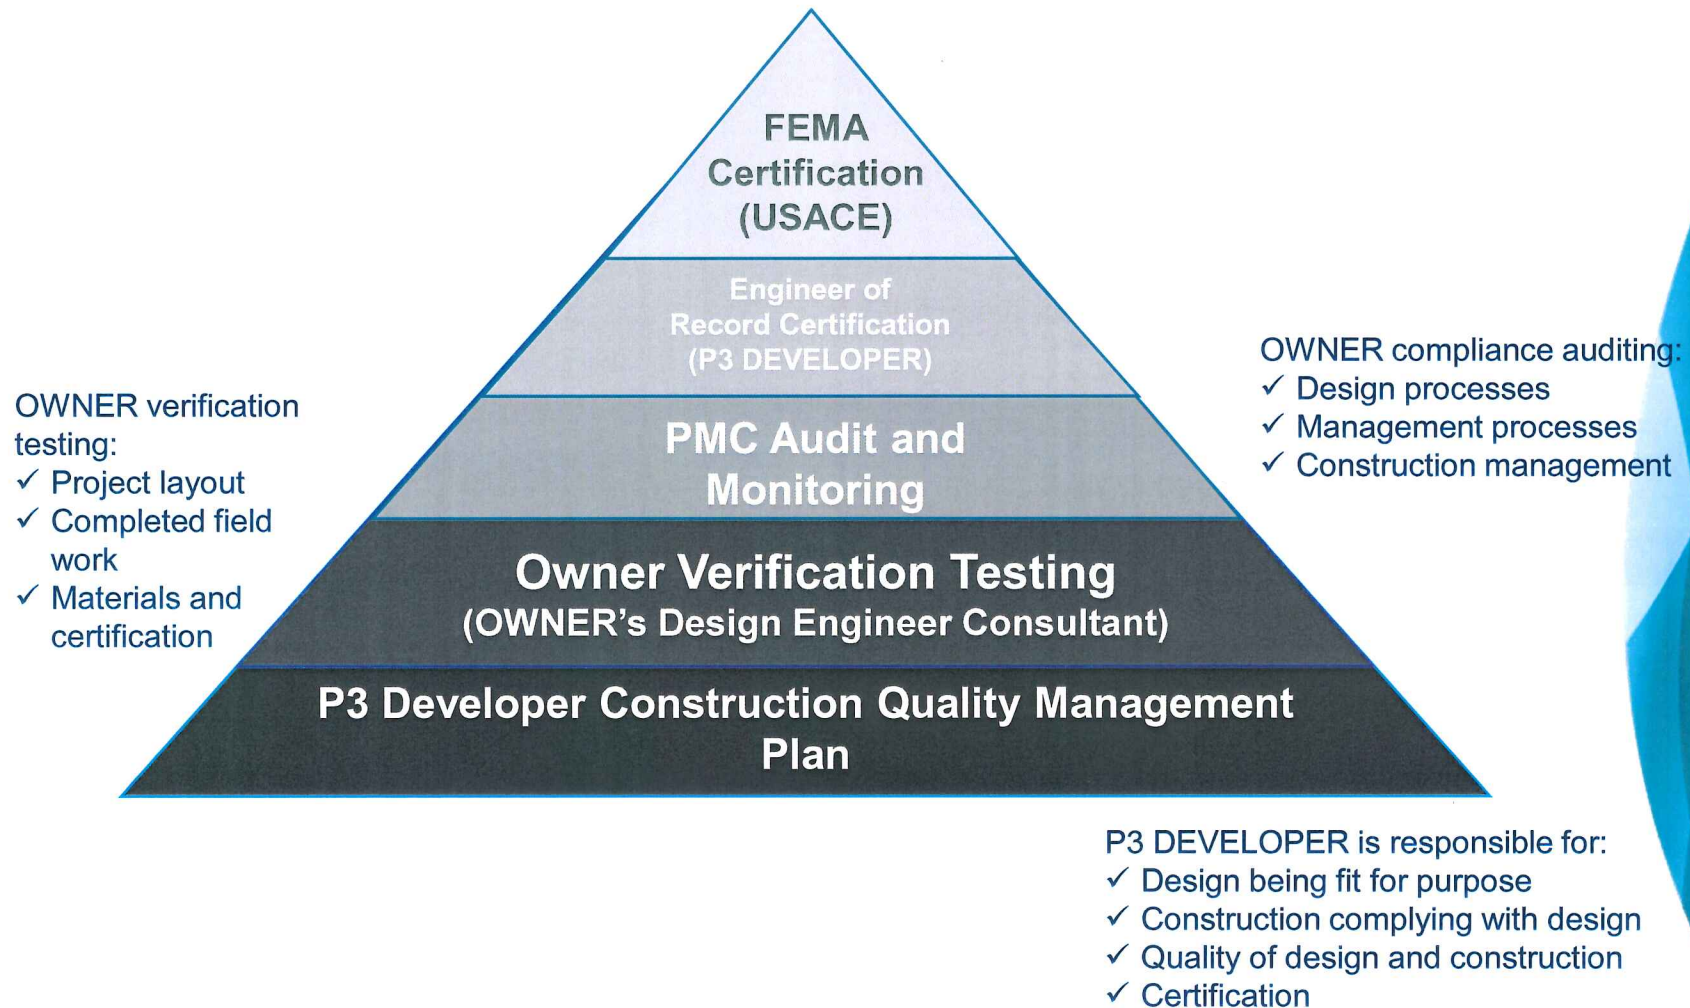 FEMA
Certification
(USACE)
Engineer of
Record Certification
(P3 DEVELOPER)
PMC Audit and
Monitoring
Owner Verification Testing
(OWNER's Design Engineer Consultant)
P3 Developer Construction Quality Management
Plan
OWNER verification
testing:
✓ Project layout
✓ Completed field
work
✓ Materials and
certification
OWNER compliance auditing:
✓ Design processes
✓ Management processes
✓ Construction management
P3 DEVELOPER is responsible for:
✓ Design being fit for purpose
✓ Construction complying with design
✓ Quality of design and construction
✓ Certification